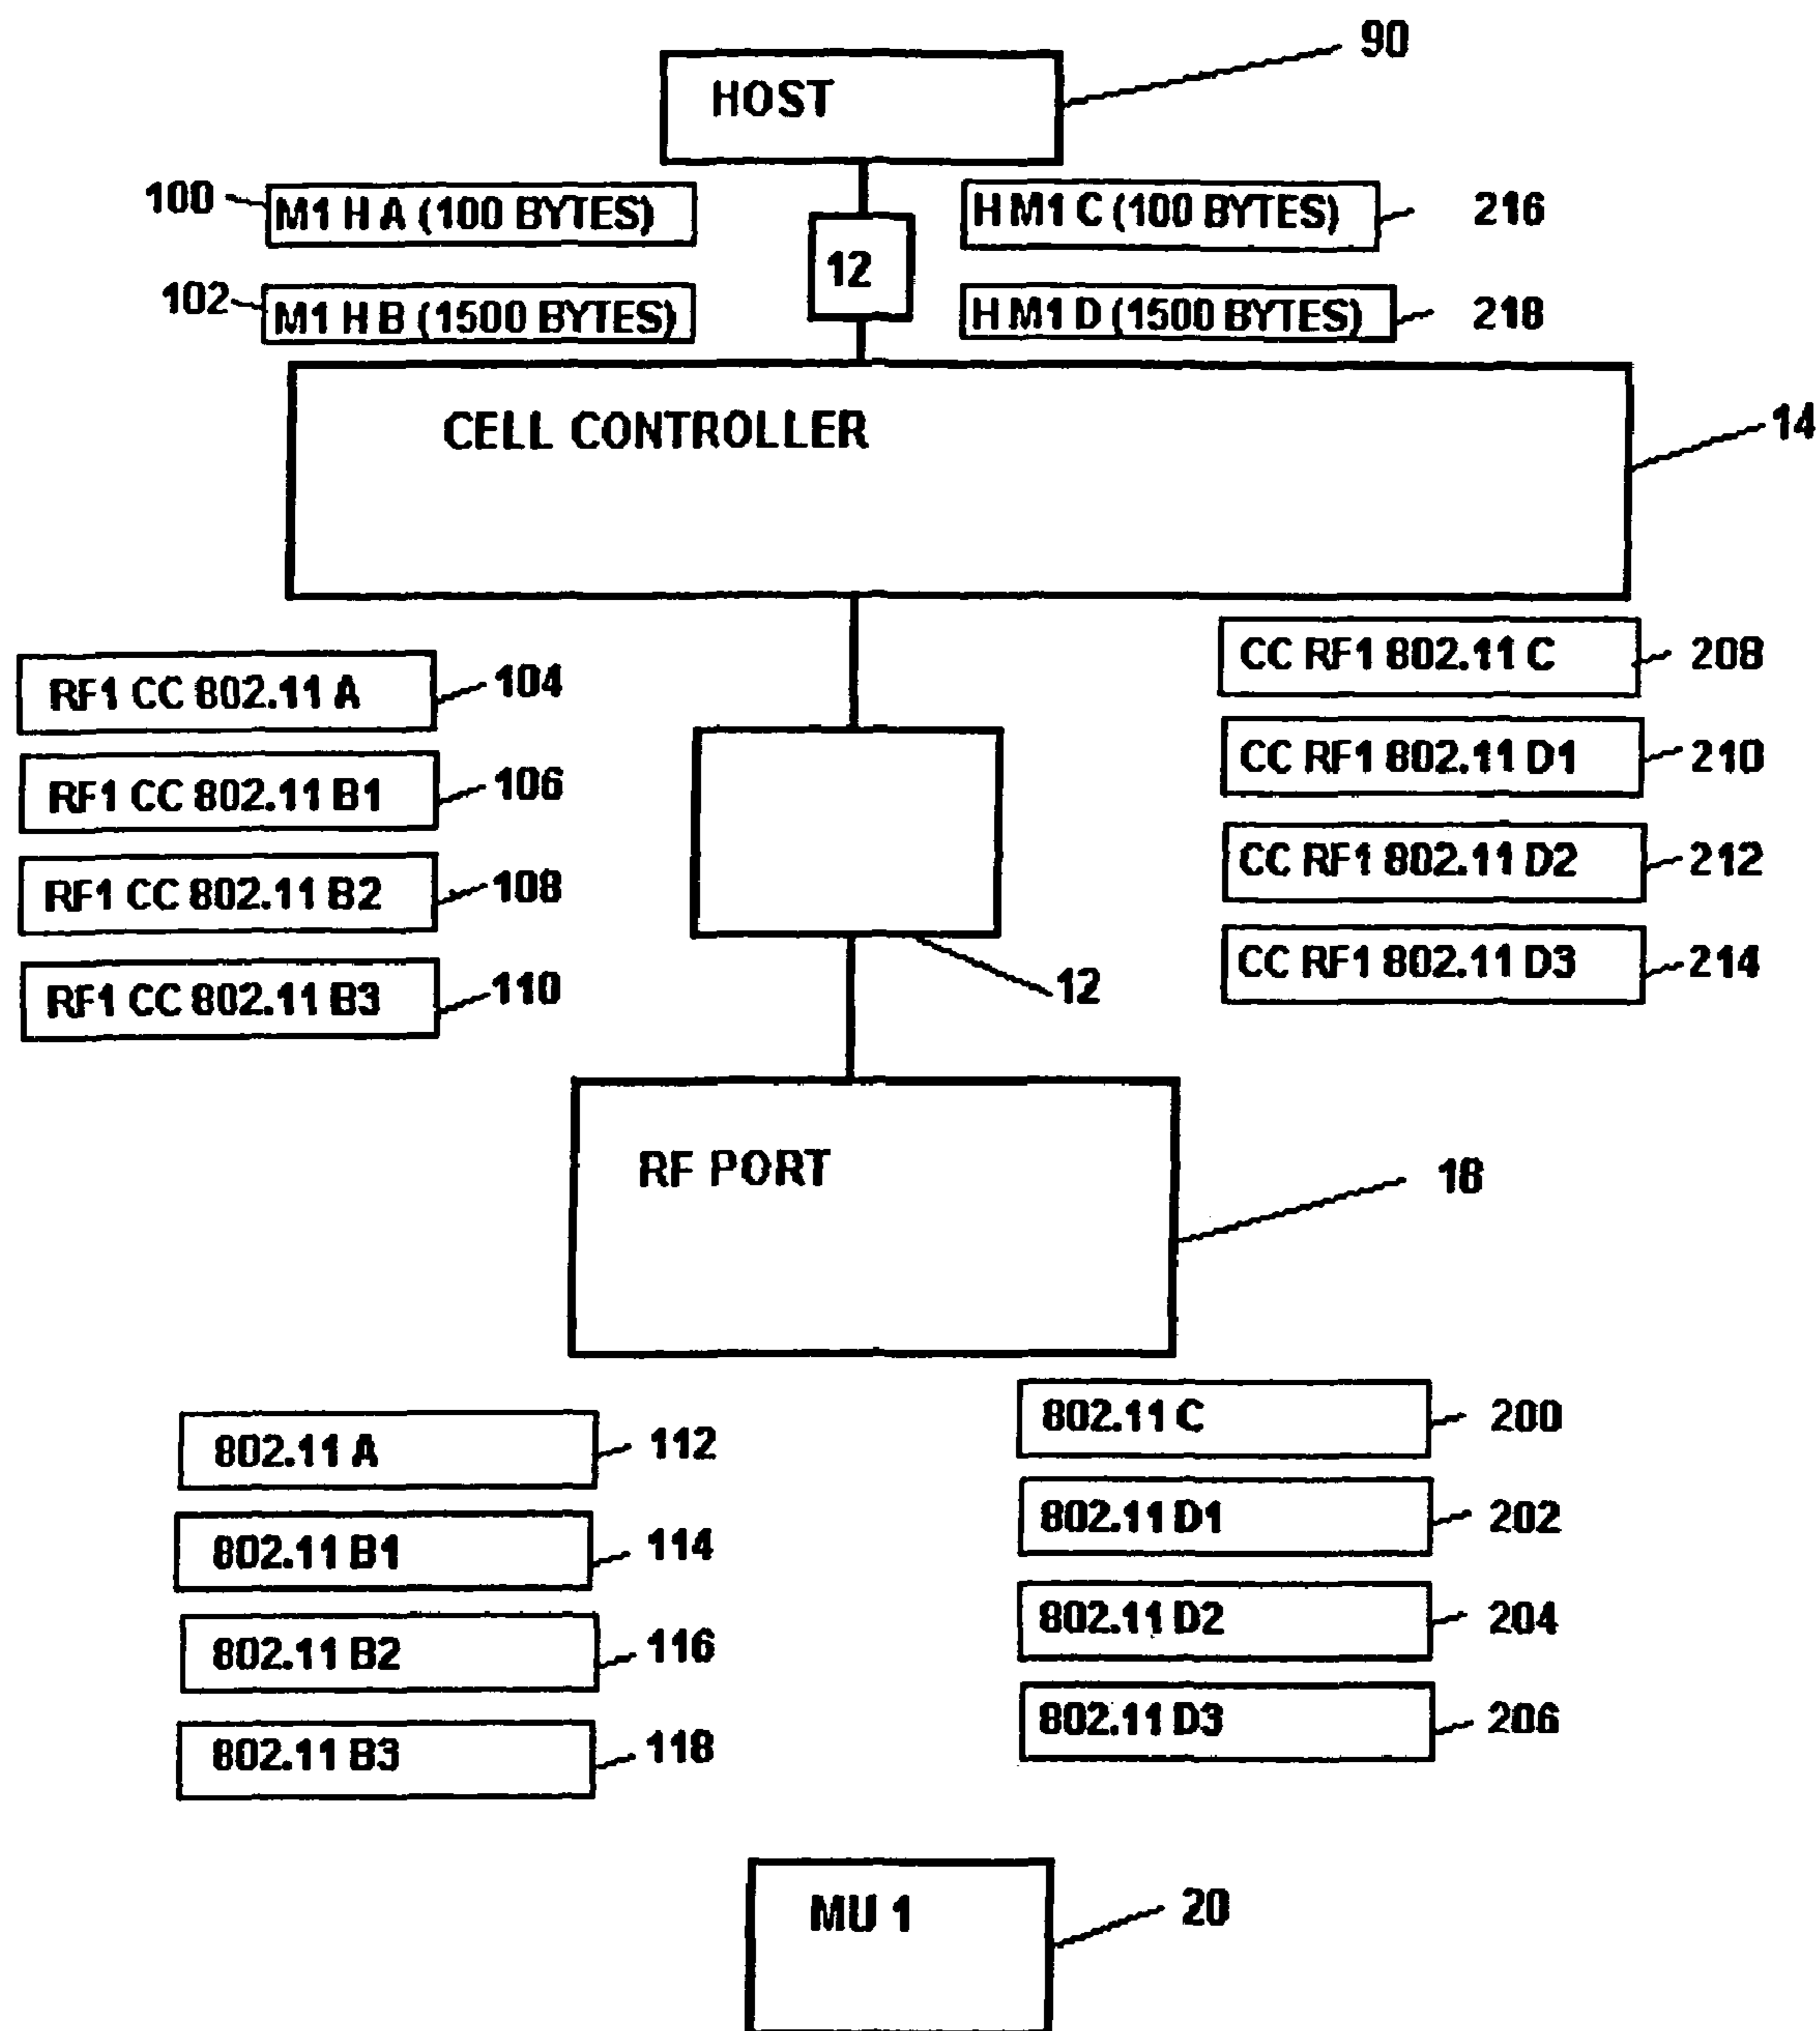 90
HOST
100
M1 H A (100 BYTES)
H M1 C (100 BYTES)
216
12
102
M1 H B (1500 BYTES)
H M1 D (1500 BYTES)
218
CELL CONTROLLER
14
RF1 CC 802.11 A
104
CC RF1 802.11 C
208
RF1 CC 802.11 B1
106
CC RF1 802.11 D1
210
RF1 CC 802.11 B2
108
CC RF1 802.11 D2
212
RF1 CC 802.11 B3
110
12
CC RF1 802.11 D3
214
RF PORT
18
802.11 A
112
802.11 C
200
802.11 B1
114
802.11 D1
202
802.11 B2
116
802.11 D2
204
802.11 B3
118
802.11 D3
206
MU 1
20